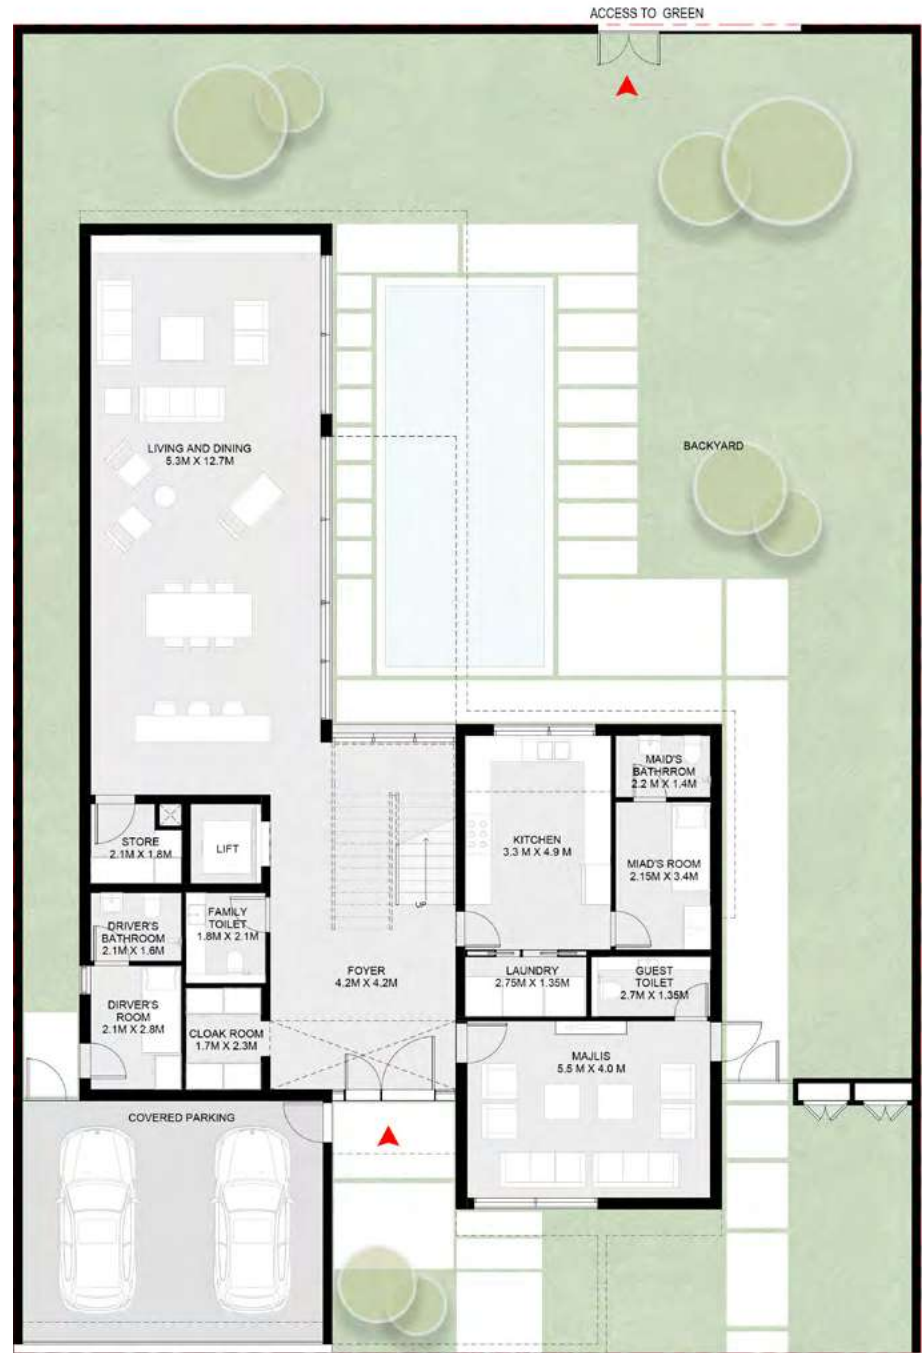 ACCESS TO GREEN
LIVING AND DINING
5.3M X 12.7M
BACKYARD
MAID'S
BATHRROM
2.2 M X 1.4M
STORE
2.1M X 1.8M
LIFT
KITCHEN
3.3 M X 4.9 M
MIAD'S ROOM
2.15M X 3.4M
UP
FAMILY
TOILET
1.8M X 2.1M
DRIVER'S
BATHROOM
2.1M X 1.6M
FOYER
4.2M X 4.2M
LAUNDRY
2.75M X 1.35M
GUEST
TOILET
2.7M X 1.35M
DIRVER'S
ROOM
2.1M X 2.8M
CLOAK ROOM
1.7M X 2.3M
MAJLIS
5.5 M X 4.0 M
COVERED PARKING